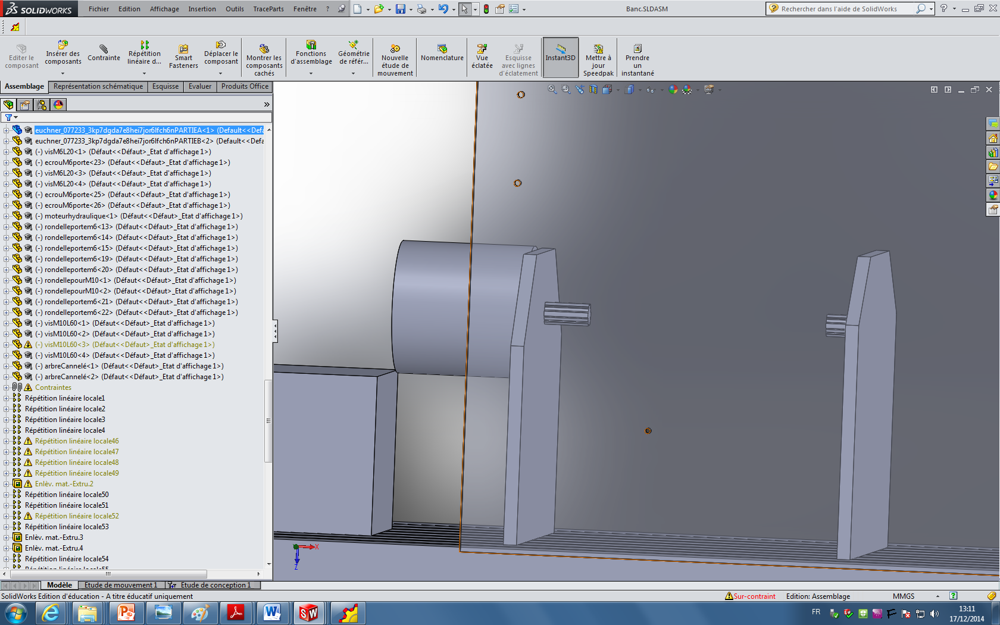 SOLIDWORKS
Fichier Edition Affichage Insertion Outils TraceParts Fenêtre ?
Banc.SLDASM
Rechercher dans l'aide de SolidWorks
Editer le composant
Insérer des composants
Contrainte
Répétition linéaire d...
Smart Fasteners
Déplacer le composant
Montrer les composants cachés
Fonctions d'assemblage
Géométrie de référ...
Nouvelle étude de mouvement
Nomenclature
Vue éclatée
Esquisse avec lignes d'éclatement
Instant3D
Mettre à jour Speedpak
Prendre un instantané
Assemblage Représentation schématique Esquisse Evaluer Produits Office
euchner_077233_3kp7dgda7e8hei7jor6lfch6nPARTIEA<1> (Default<<Defa
euchner_077233_3kp7dgda7e8hei7jor6lfch6nPARTIEB<2> (Default<<Defa
(-) visM6L20<1> (Défaut<<Défaut>_Etat d'affichage 1>)
(-) ecrouM6porte<23> (Défaut<<Défaut>_Etat d'affichage 1>)
(-) visM6L20<3> (Défaut<<Défaut>_Etat d'affichage 1>)
(-) visM6L20<4> (Défaut<<Défaut>_Etat d'affichage 1>)
(-) ecrouM6porte<25> (Défaut<<Défaut>_Etat d'affichage 1>)
(-) ecrouM6porte<26> (Défaut<<Défaut>_Etat d'affichage 1>)
(-) moteurhydraulique<1> (Défaut<<Défaut>_Etat d'affichage 1>)
(-) rondelleportem6<13> (Défaut<<Défaut>_Etat d'affichage 1>)
(-) rondelleportem6<14> (Défaut<<Défaut>_Etat d'affichage 1>)
(-) rondelleportem6<15> (Défaut<<Défaut>_Etat d'affichage 1>)
(-) rondelleportem6<19> (Défaut<<Défaut>_Etat d'affichage 1>)
(-) rondelleportem6<20> (Défaut<<Défaut>_Etat d'affichage 1>)
(-) rondellepourM10<1> (Défaut<<Défaut>_Etat d'affichage 1>)
(-) rondellepourM10<2> (Défaut<<Défaut>_Etat d'affichage 1>)
(-) rondelleportem6<21> (Défaut<<Défaut>_Etat d'affichage 1>)
(-) rondelleportem6<22> (Défaut<<Défaut>_Etat d'affichage 1>)
(-) visM10L60<1> (Défaut<<Défaut>_Etat d'affichage 1>)
(-) visM10L60<2> (Défaut<<Défaut>_Etat d'affichage 1>)
(-) visM10L60<3> (Défaut<<Défaut>_Etat d'affichage 1>)
(-) visM10L60<4> (Défaut<<Défaut>_Etat d'affichage 1>)
(-) arbreCannelé<1> (Défaut<<Défaut>_Etat d'affichage 1>)
(-) arbreCannelé<2> (Défaut<<Défaut>_Etat d'affichage 1>)
Contraintes
Répétition linéaire locale1
Répétition linéaire locale2
Répétition linéaire locale3
Répétition linéaire locale4
Répétition linéaire locale46
Répétition linéaire locale47
Répétition linéaire locale48
Répétition linéaire locale49
Enlèv. mat.-Extru.2
Répétition linéaire locale50
Répétition linéaire locale51
Répétition linéaire locale52
Répétition linéaire locale53
Enlèv. mat.-Extru.3
Enlèv. mat.-Extru.4
Répétition linéaire locale54
Répétition linéaire locale55
X
Z
Modèle Etude de mouvement 1 Etude de conception 1
SolidWorks Edition d'éducation - A titre éducatif uniquement
Sur-contraint Edition: Assemblage MMGS
FR
13:11
17/12/2014